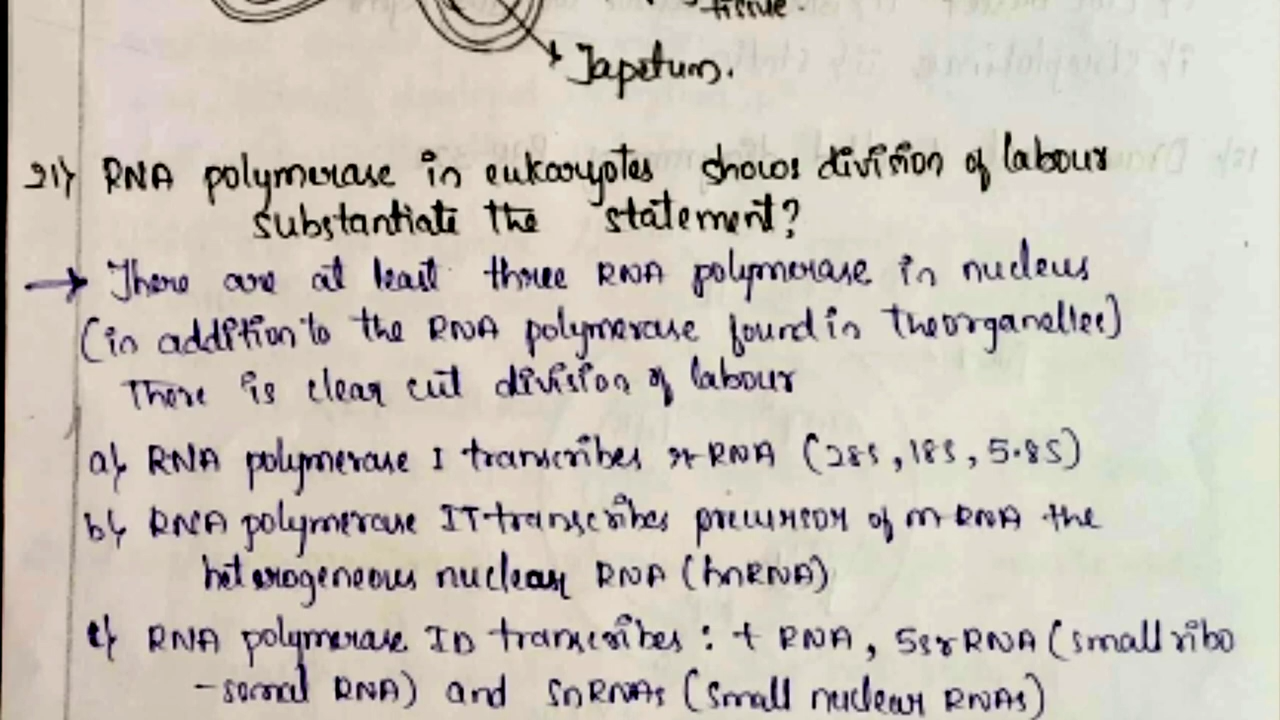 tissue.
Tapetum.
21) RNA polymerase in eukaryotes shows division of labour
substantiate the statement?
→ There are at least three RNA polymerase in nucleus
(in addition to the RNA polymerase found in the organelles)
There is clear cut division of labour
a) RNA polymerase I transcribes rRNA (28s, 18s, 5.8S)
b) RNA polymerase II transcribes precursor of mRNA the
heterogeneous nuclear RNA (hnRNA)
c) RNA polymerase III transcribes : t RNA, 5srRNA (small ribo
-somal RNA) and SnRNAs (small nuclear RNAs)